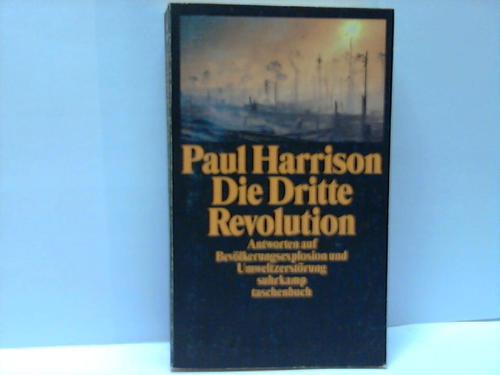 Paul Harrison
Die Dritte
Revolution
Antworten auf
Bevölkerungsexplosion und
Umweltzerstörung
suhrkamp
taschenbuch